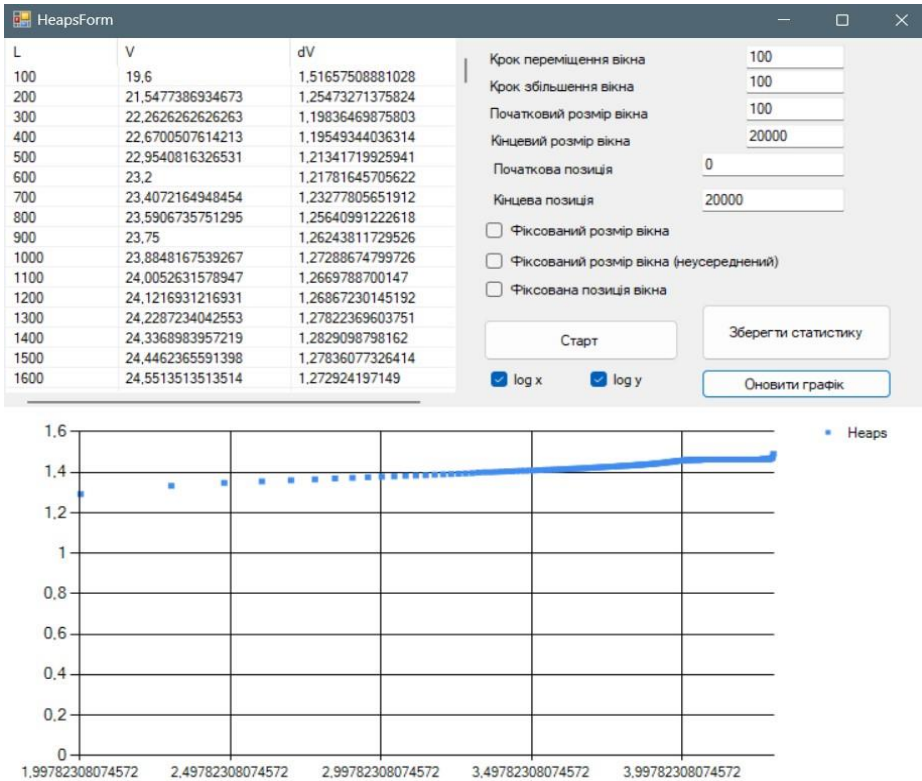 HeapsForm
L V dV
100 19,6 1,51657508881028
200 21,5477386934673 1,25473271375824
300 22,2626262626263 1,19836469875803
400 22,6700507614213 1,19549344036314
500 22,9540816326531 1,21341719925941
600 23,2 1,21781645705622
700 23,4072164948454 1,23277805651912
800 23,5906735751295 1,25640991222618
900 23,75 1,26243811729526
1000 23,8848167539267 1,27288674799726
1100 24,0052631578947 1,2669788700147
1200 24,1216931216931 1,26867230145192
1300 24,2287234042553 1,27822369603751
1400 24,3368983957219 1,2829098798162
1500 24,4462365591398 1,27836077326414
1600 24,5513513513514 1,272924197149
Крок переміщення вікна 100
Крок збільшення вікна 100
Початковий розмір вікна 100
Кінцевий розмір вікна 20000
Початкова позиція 0
Кінцева позиція 20000
Фіксований розмір вікна
Фіксований розмір вікна (неусереднений)
Фіксована позиція вікна
Старт
Зберегти статистику
log x log y
Оновити графік
1,6
1,4
1,2
1
0,8
0,6
0,4
0,2
0
1,99782308074572 2,49782308074572 2,99782308074572 3,49782308074572 3,99782308074572
Heaps